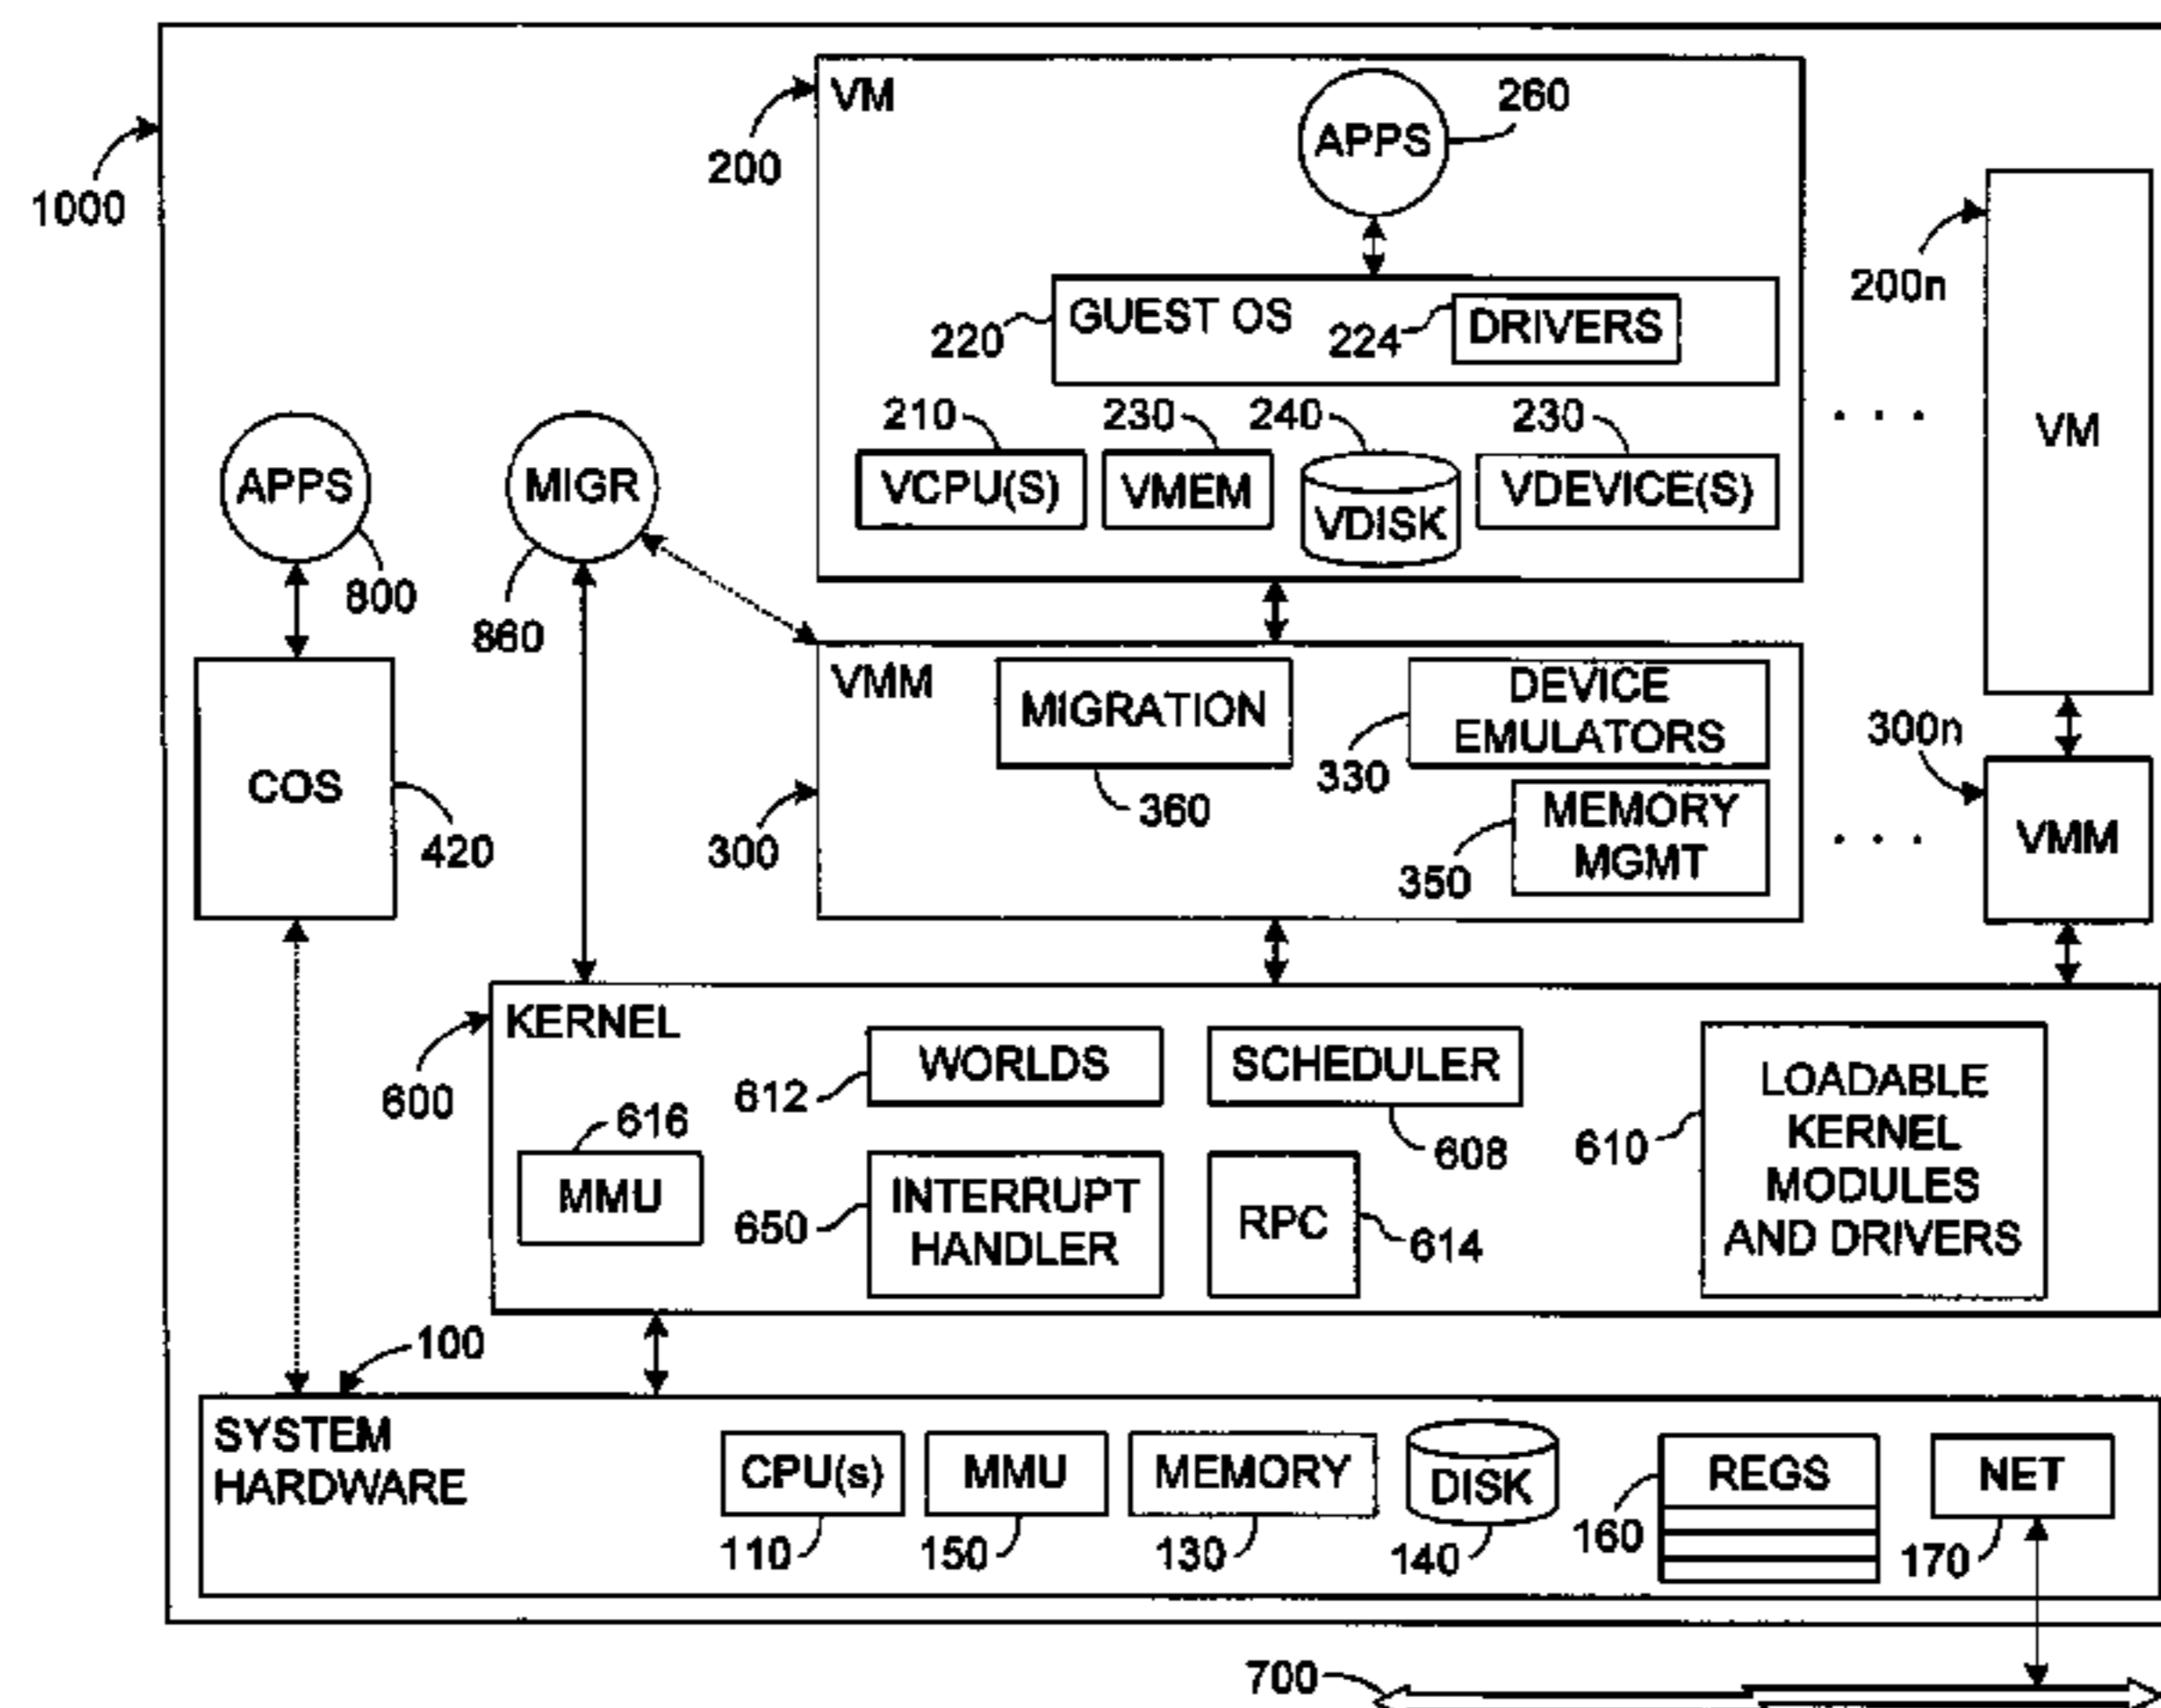 VM
260
APPS
200
1000
200n
GUEST OS
220
224
DRIVERS
210
230
240
230
VCPU(S)
VMEM
VDISK
VDEVICE(S)
. . .
VM
APPS
MIGR
800
860
VMM
MIGRATION
DEVICE
EMULATORS
330
360
300n
COS
420
300
MEMORY
MGMT
350
. . .
VMM
KERNEL
600
WORLDS
612
SCHEDULER
608
LOADABLE
KERNEL
MODULES
AND DRIVERS
610
616
MMU
INTERRUPT
HANDLER
650
RPC
614
100
SYSTEM
HARDWARE
CPU(s)
MMU
MEMORY
DISK
REGS
NET
110
150
130
140
160
170
700